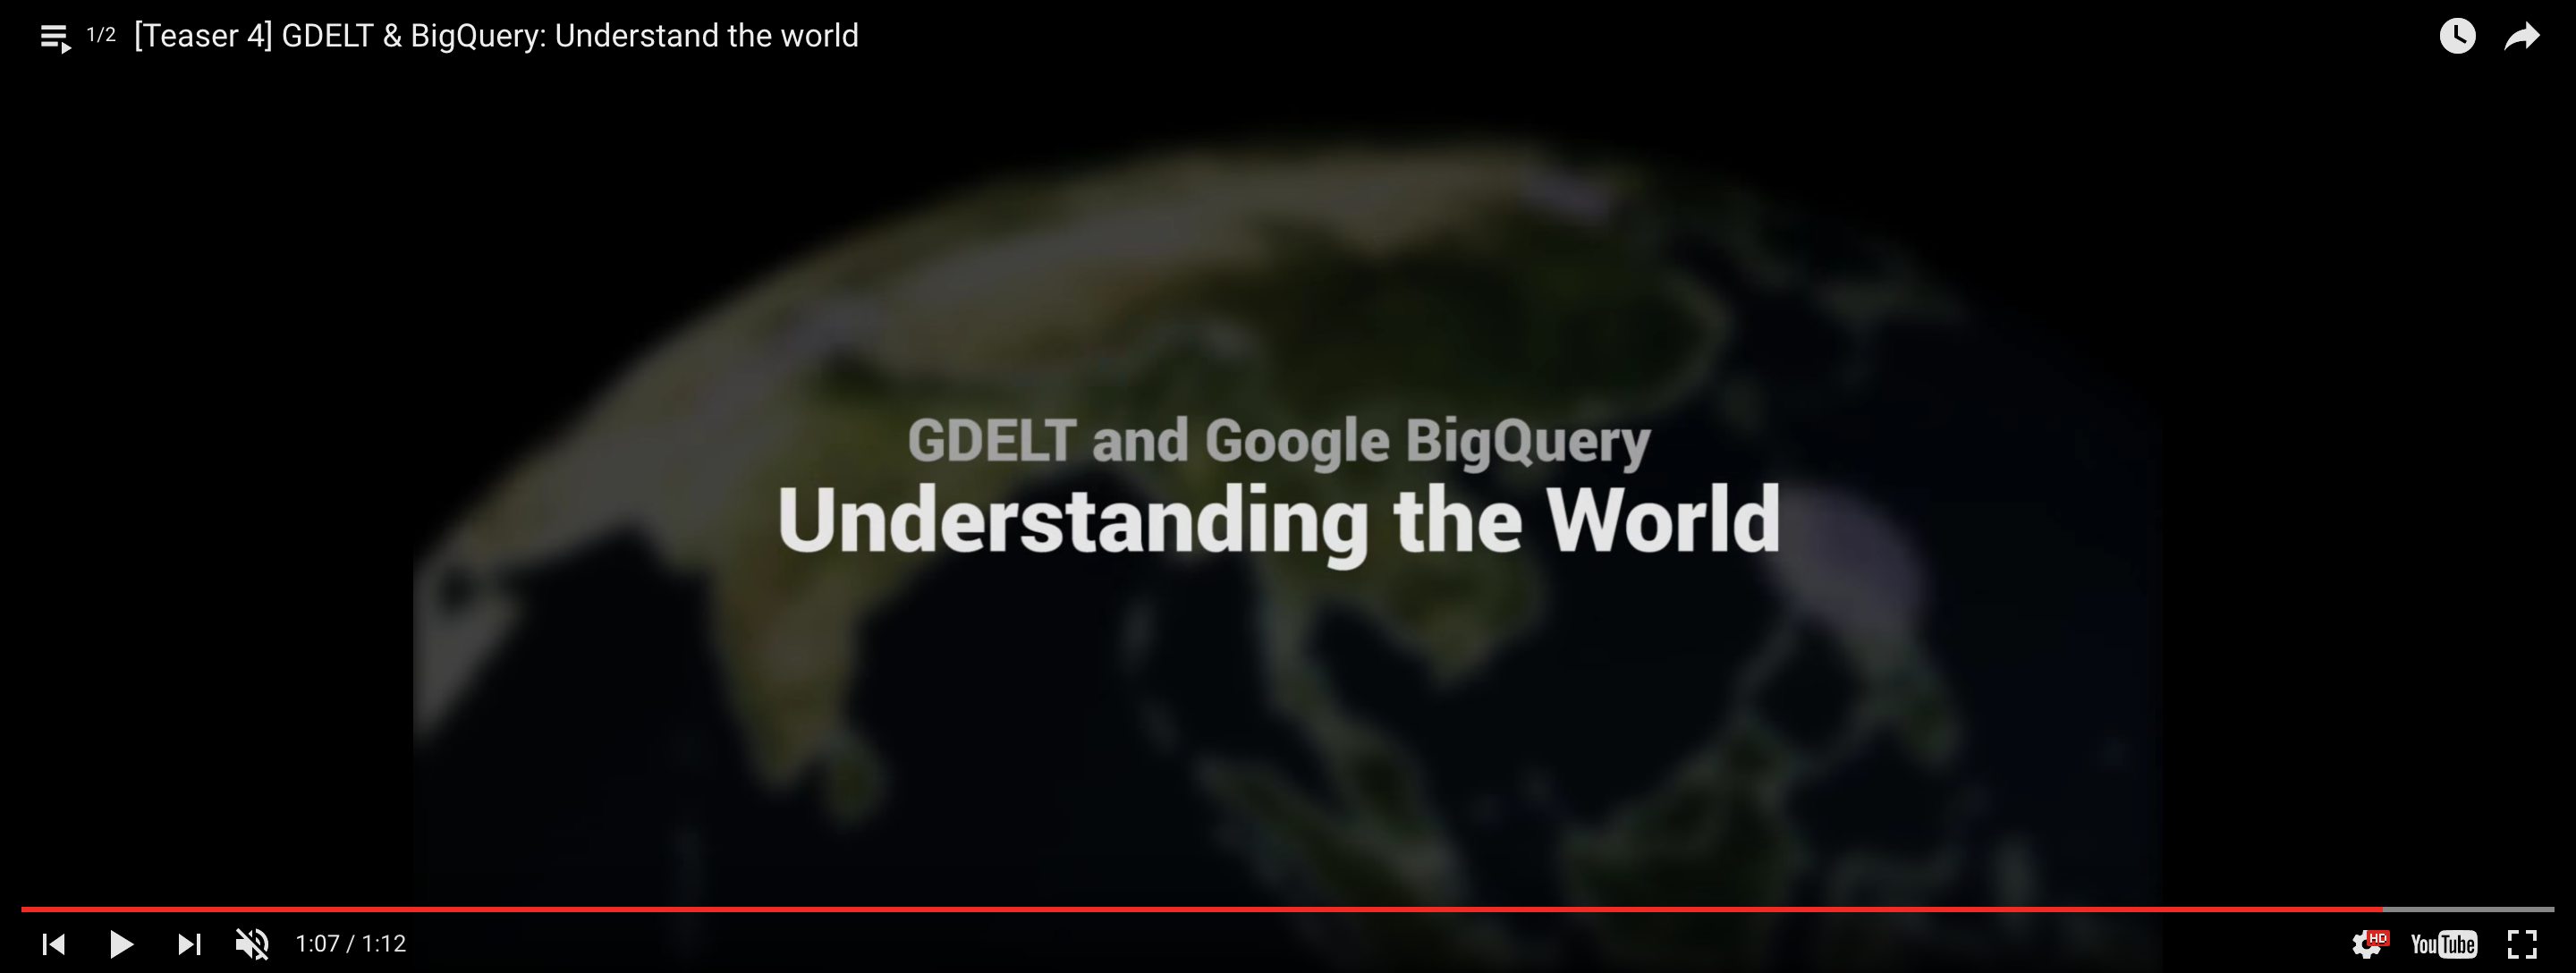 1/2 [Teaser 4] GDELT & BigQuery: Understand the world
GDELT and Google BigQuery
Understanding the World
1:07 / 1:12
HD
YouTube